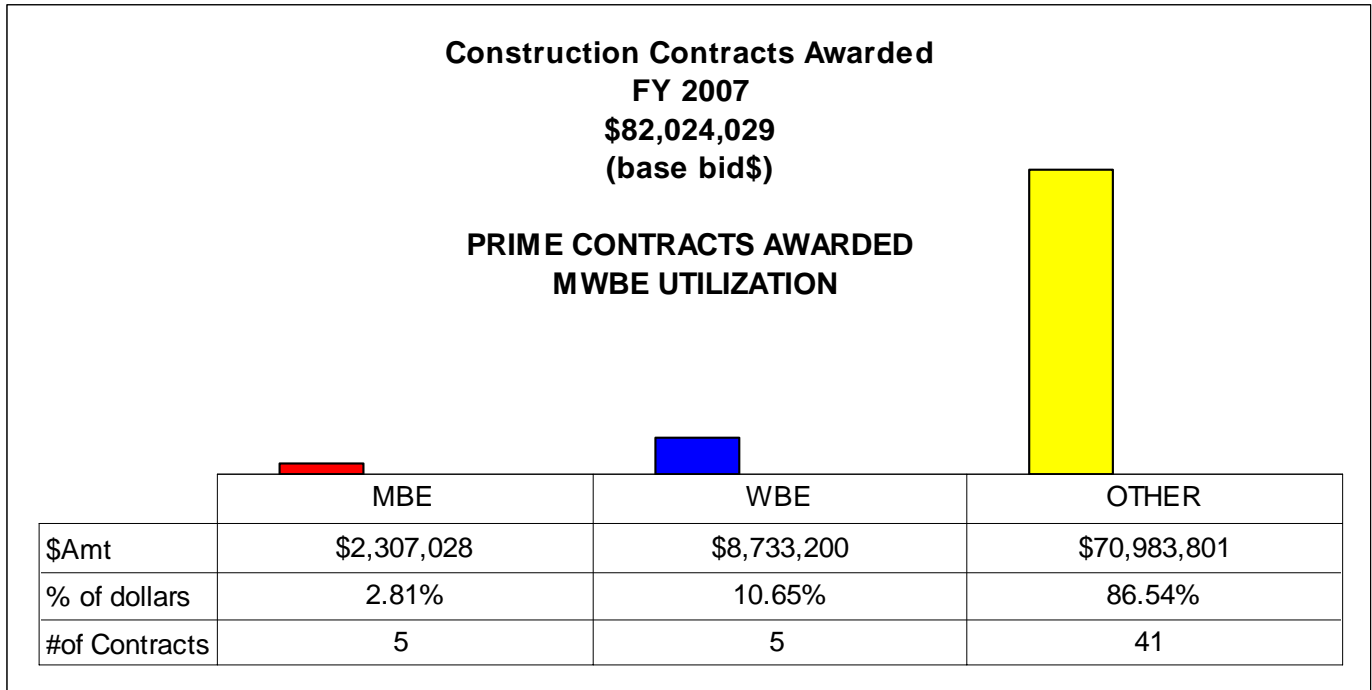 Construction Contracts Awarded
FY 2007
$82,024,029
(base bid$)
PRIME CONTRACTS AWARDED
MWBE UTILIZATION
MBE WBE OTHER
$Amt $2,307,028 $8,733,200 $70,983,801
% of dollars 2.81% 10.65% 86.54%
#of Contracts 5 5 41